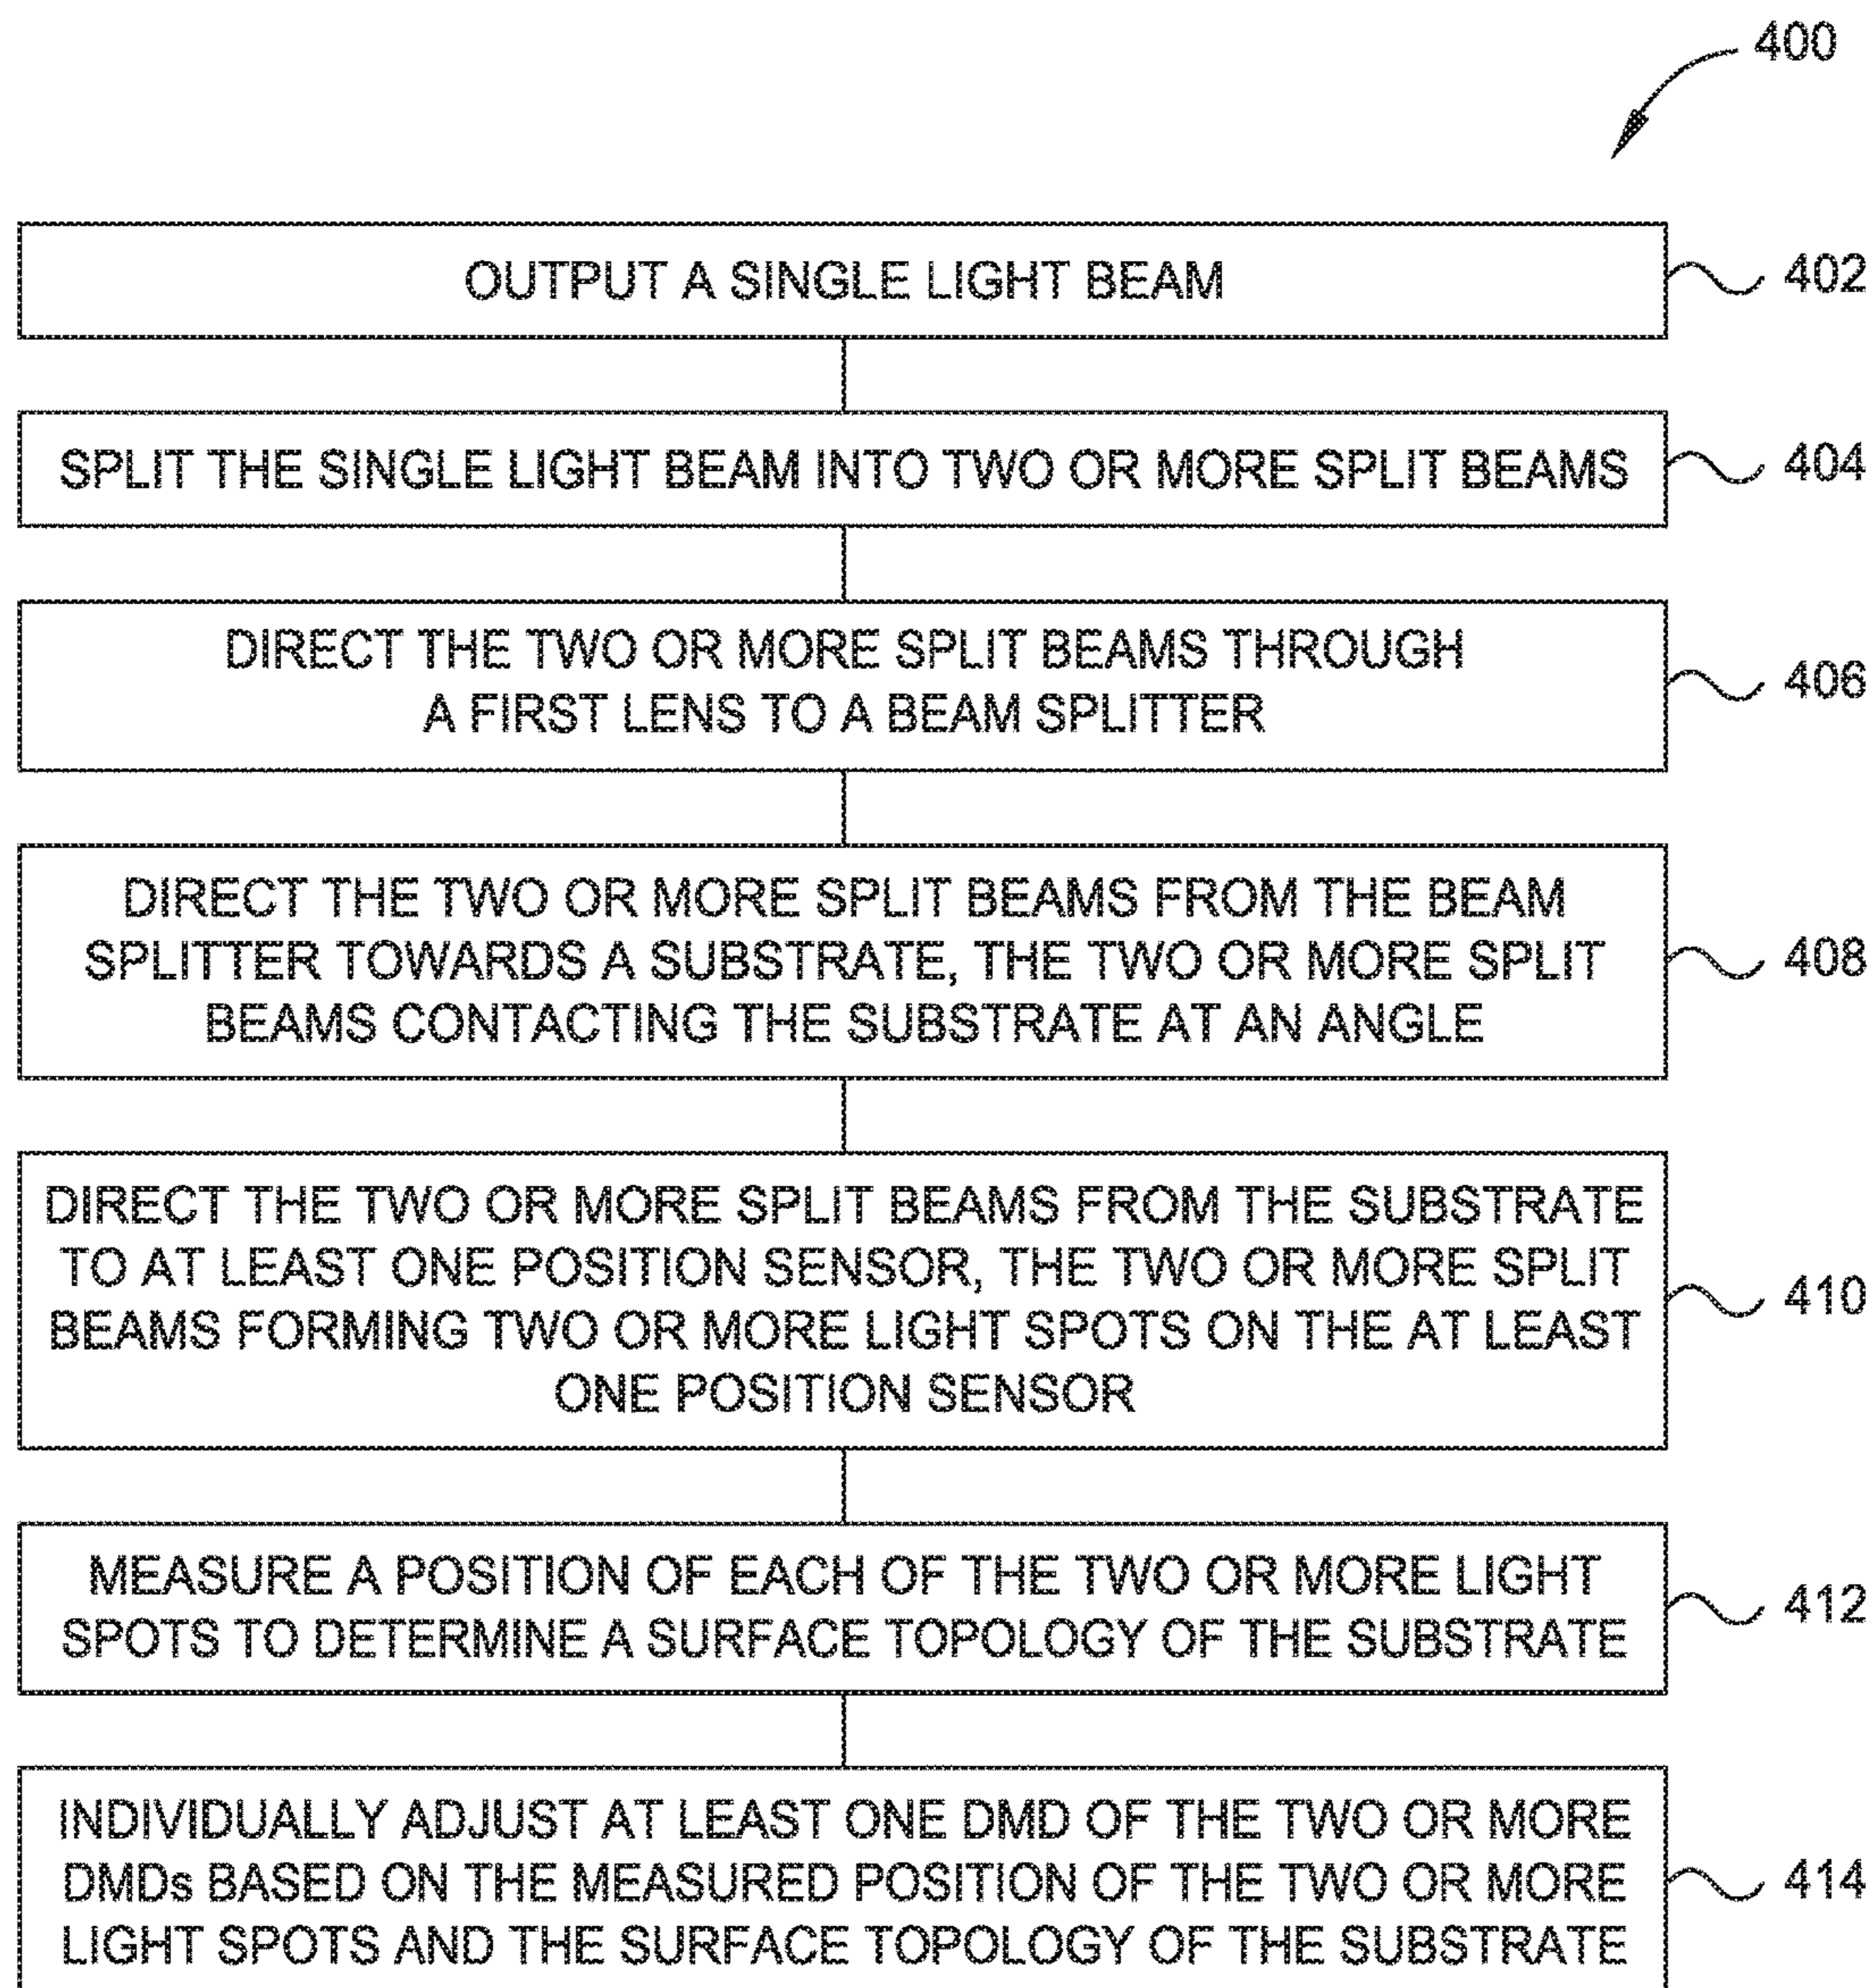 400
OUTPUT A SINGLE LIGHT BEAM
402
SPLIT THE SINGLE LIGHT BEAM INTO TWO OR MORE SPLIT BEAMS
404
DIRECT THE TWO OR MORE SPLIT BEAMS THROUGH
A FIRST LENS TO A BEAM SPLITTER
406
DIRECT THE TWO OR MORE SPLIT BEAMS FROM THE BEAM
SPLITTER TOWARDS A SUBSTRATE, THE TWO OR MORE SPLIT
BEAMS CONTACTING THE SUBSTRATE AT AN ANGLE
408
DIRECT THE TWO OR MORE SPLIT BEAMS FROM THE SUBSTRATE
TO AT LEAST ONE POSITION SENSOR, THE TWO OR MORE SPLIT
BEAMS FORMING TWO OR MORE LIGHT SPOTS ON THE AT LEAST
ONE POSITION SENSOR
410
MEASURE A POSITION OF EACH OF THE TWO OR MORE LIGHT
SPOTS TO DETERMINE A SURFACE TOPOLOGY OF THE SUBSTRATE
412
INDIVIDUALLY ADJUST AT LEAST ONE DMD OF THE TWO OR MORE
DMDs BASED ON THE MEASURED POSITION OF THE TWO OR MORE
LIGHT SPOTS AND THE SURFACE TOPOLOGY OF THE SUBSTRATE
414